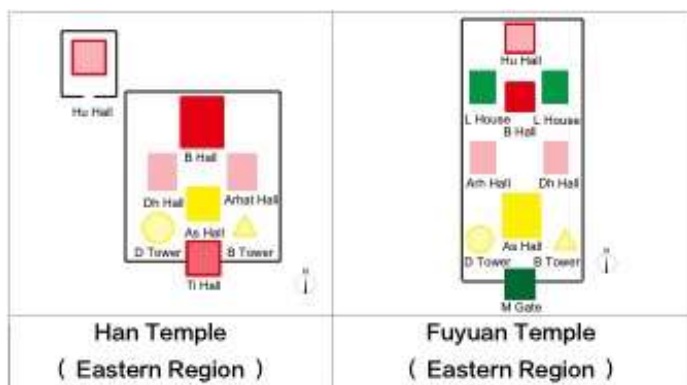 Hu Hall
B Hall
Dh Hall
Arhat Hall
As Hall
D Tower
B Tower
Ti Hall
N
Han Temple
( Eastern Region )
Hu Hall
L House
L House
B Hall
Arh Hall
Dh Hall
As Hall
D Tower
B Tower
M Gate
N
Fuyuan Temple
( Eastern Region )